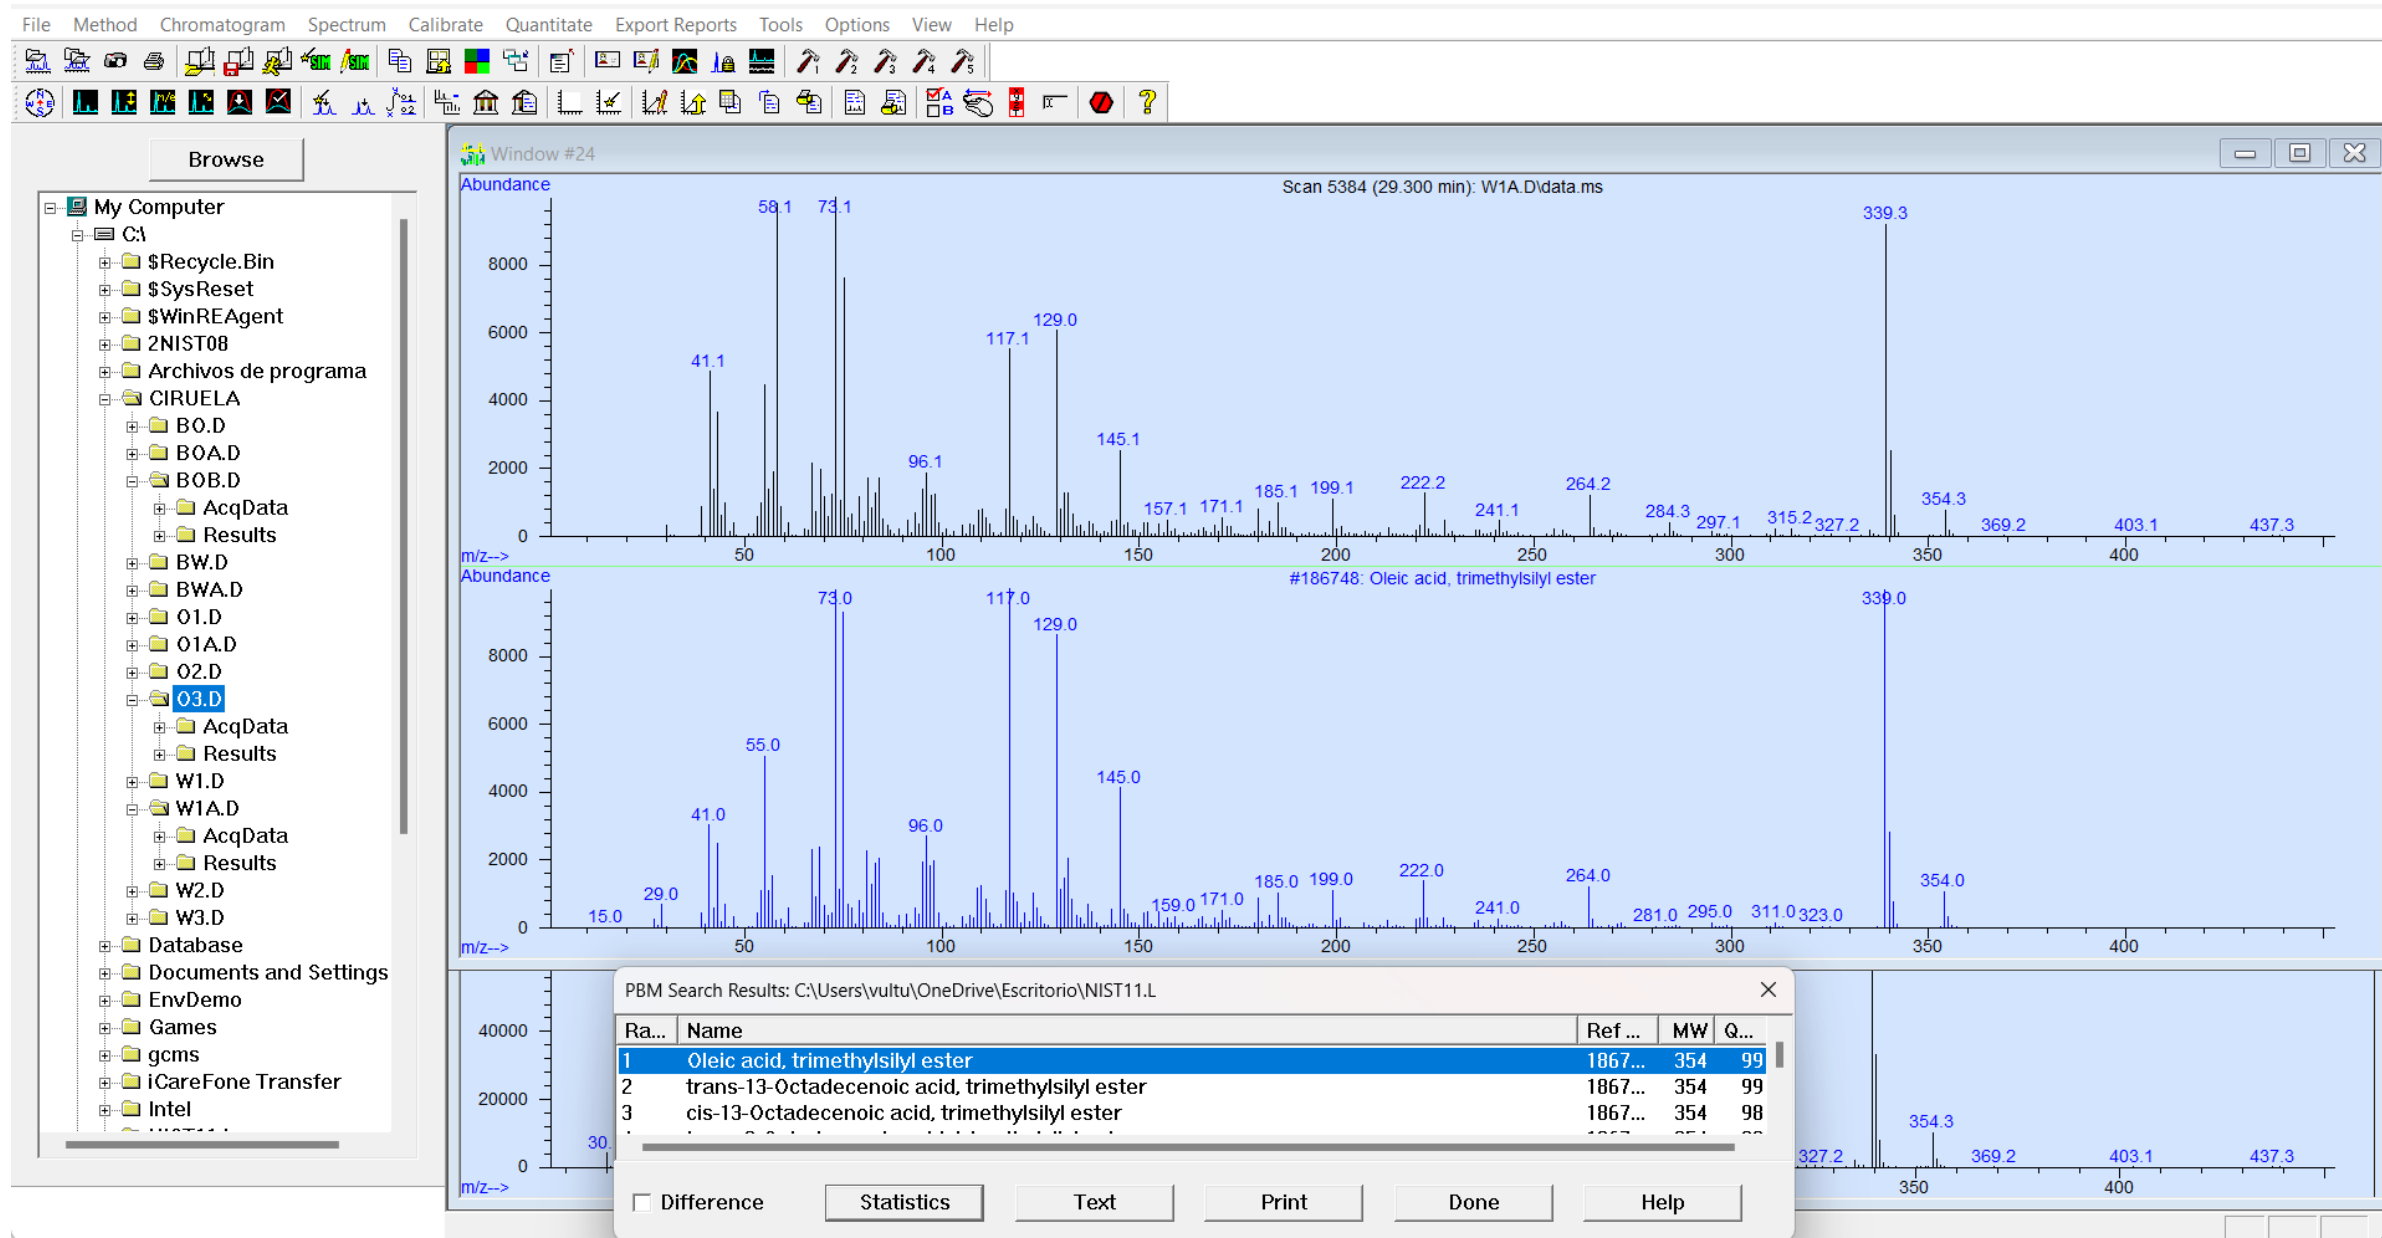 File Method Chromatogram Spectrum Calibrate Quantitate Export Reports Tools Options View Help
Browse
My Computer
C:\
$Recycle.Bin
$SysReset
$WinREAgent
2NIST08
Archivos de programa
CIRUELA
BO.D
BOA.D
BOB.D
AcqData
Results
BW.D
BWA.D
O1.D
O1A.D
O2.D
O3.D
AcqData
Results
W1.D
W1A.D
AcqData
Results
W2.D
W3.D
Database
Documents and Settings
EnvDemo
Games
gcms
iCareFone Transfer
Intel
Window #24
Abundance
Scan 5384 (29.300 min): W1A.D\data.ms
58.1 73.1 339.3
8000
129.0
6000
117.1
41.1
4000
145.1
96.1
2000
157.1 171.1 185.1 199.1 222.2 241.1 264.2 284.3 297.1 315.2 327.2 354.3 369.2 403.1 437.3
0
m/z--> 50 100 150 200 250 300 350 400
Abundance
#186748: Oleic acid, trimethylsilyl ester
73.0 117.0 339.0
129.0
8000
6000
55.0
145.0
4000
41.0
96.0
2000
15.0 29.0 159.0 171.0 185.0 199.0 222.0 241.0 264.0 281.0 295.0 311.0 323.0 354.0
0
m/z--> 50 100 150 200 250 300 350 400
40000
20000
30.
0
m/z-->
354.3
327.2 369.2 403.1 437.3
350 400
PBM Search Results: C:\Users\vultu\OneDrive\Escritorio\NIST11.L
Ra... Name Ref ... MW Q...
1 Oleic acid, trimethylsilyl ester 1867... 354 99
2 trans-13-Octadecenoic acid, trimethylsilyl ester 1867... 354 99
3 cis-13-Octadecenoic acid, trimethylsilyl ester 1867... 354 98
Difference Statistics Text Print Done Help